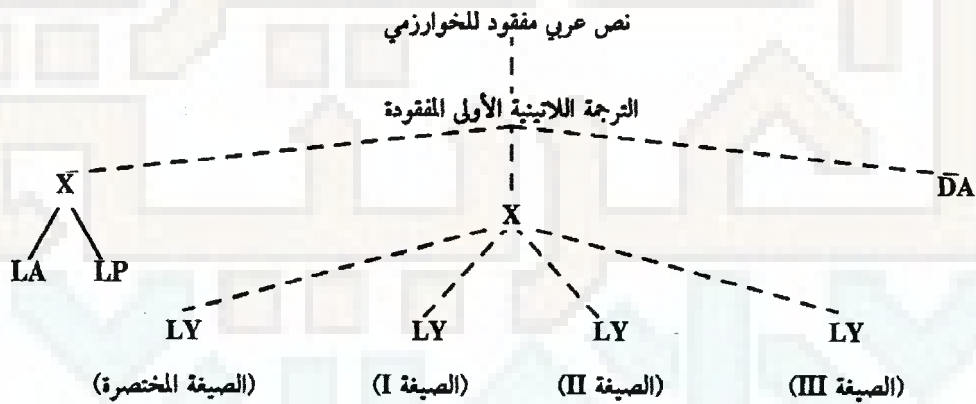 نص عربي مفقود للخوارزمي
الترجمة اللاتينية الأولى المفقودة
X DA
X
LA LP
LY LY LY LY
(الصيغة المختصرة) (الصيغة I) (الصيغة II) (الصيغة III)